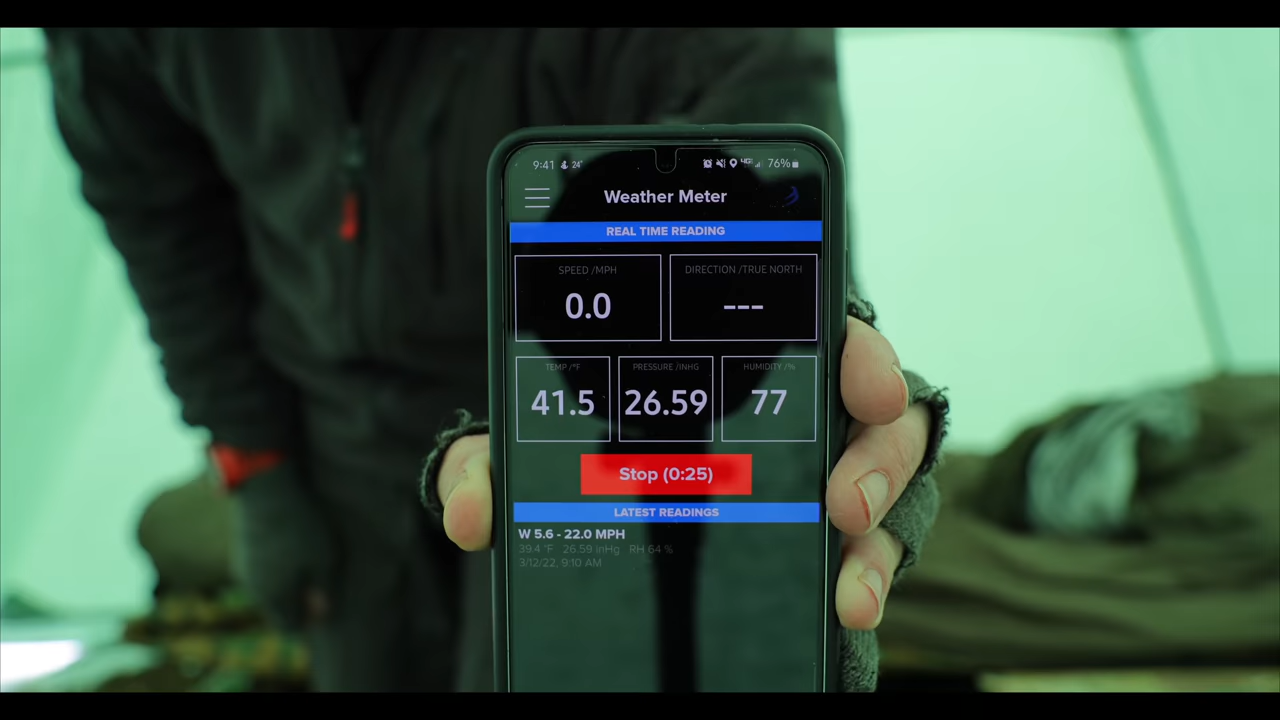 9:41 24° 76%
Weather Meter
REAL TIME READING
SPEED /MPH DIRECTION /TRUE NORTH
0.0 ---
TEMP /°F PRESSURE /INHG HUMIDITY /%
41.5 26.59 77
Stop (0:25)
LATEST READINGS
W 5.6 - 22.0 MPH
39.4 °F 26.59 inHg RH 64 %
3/12/22, 9:10 AM